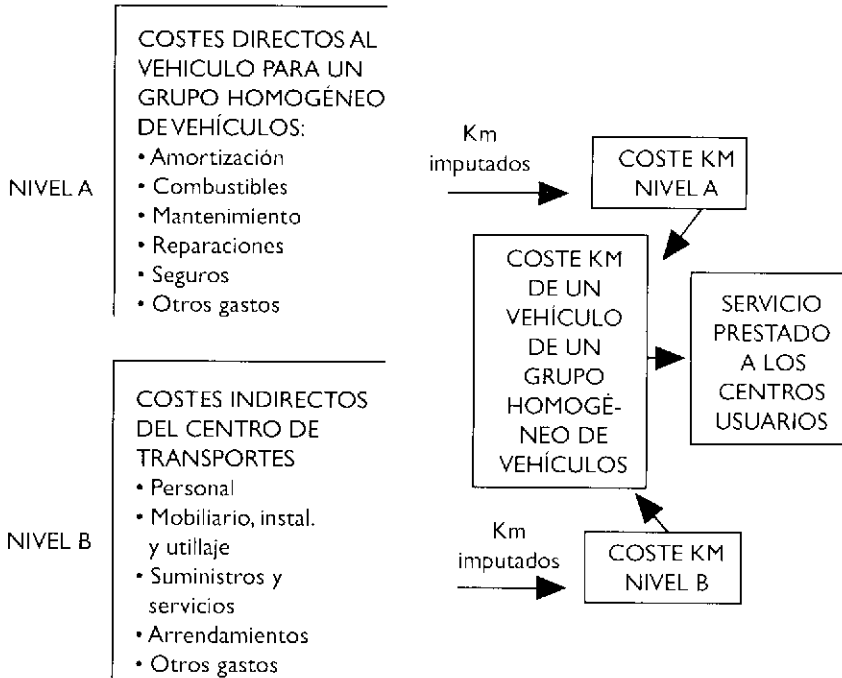 NIVEL A
COSTES DIRECTOS AL
VEHICULO PARA UN
GRUPO HOMOGÉNEO
DE VEHÍCULOS:
• Amortización
• Combustibles
• Mantenimiento
• Reparaciones
• Seguros
• Otros gastos
Km
imputados
COSTE KM
NIVEL A
COSTE KM
DE UN
VEHÍCULO
DE UN
GRUPO
HOMOGÉ-
NEO DE
VEHÍCULOS
SERVICIO
PRESTADO
A LOS
CENTROS
USUARIOS
NIVEL B
COSTES INDIRECTOS
DEL CENTRO DE
TRANSPORTES
• Personal
• Mobiliario, instal.
y utillaje
• Suministros y
servicios
• Arrendamientos
• Otros gastos
Km
imputados
COSTE KM
NIVEL B